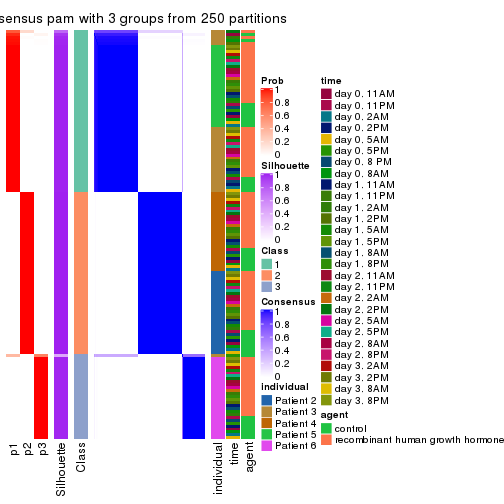 sensus pam with 3 groups from 250 partitions
Prob
1
0.8
0.6
0.4
0.2
0
Silhouette
1
0.8
0.6
0.4
0.2
0
Class
1
2
3
Consensus
1
0.8
0.6
0.4
0.2
0
individual
Patient 2
Patient 3
Patient 4
Patient 5
Patient 6
time
day 0. 11AM
day 0. 11PM
day 0. 2AM
day 0. 2PM
day 0. 5AM
day 0. 5PM
day 0. 8 PM
day 0. 8AM
day 1. 11AM
day 1. 11PM
day 1. 2AM
day 1. 2PM
day 1. 5AM
day 1. 5PM
day 1. 8AM
day 1. 8PM
day 2. 11AM
day 2. 11PM
day 2. 2AM
day 2. 2PM
day 2. 5AM
day 2. 5PM
day 2. 8AM
day 2. 8PM
day 3. 2AM
day 3. 2PM
day 3. 8AM
day 3. 8PM
agent
control
recombinant human growth hormone
p1
p2
p3
Silhouette
Class
individual
time
agent